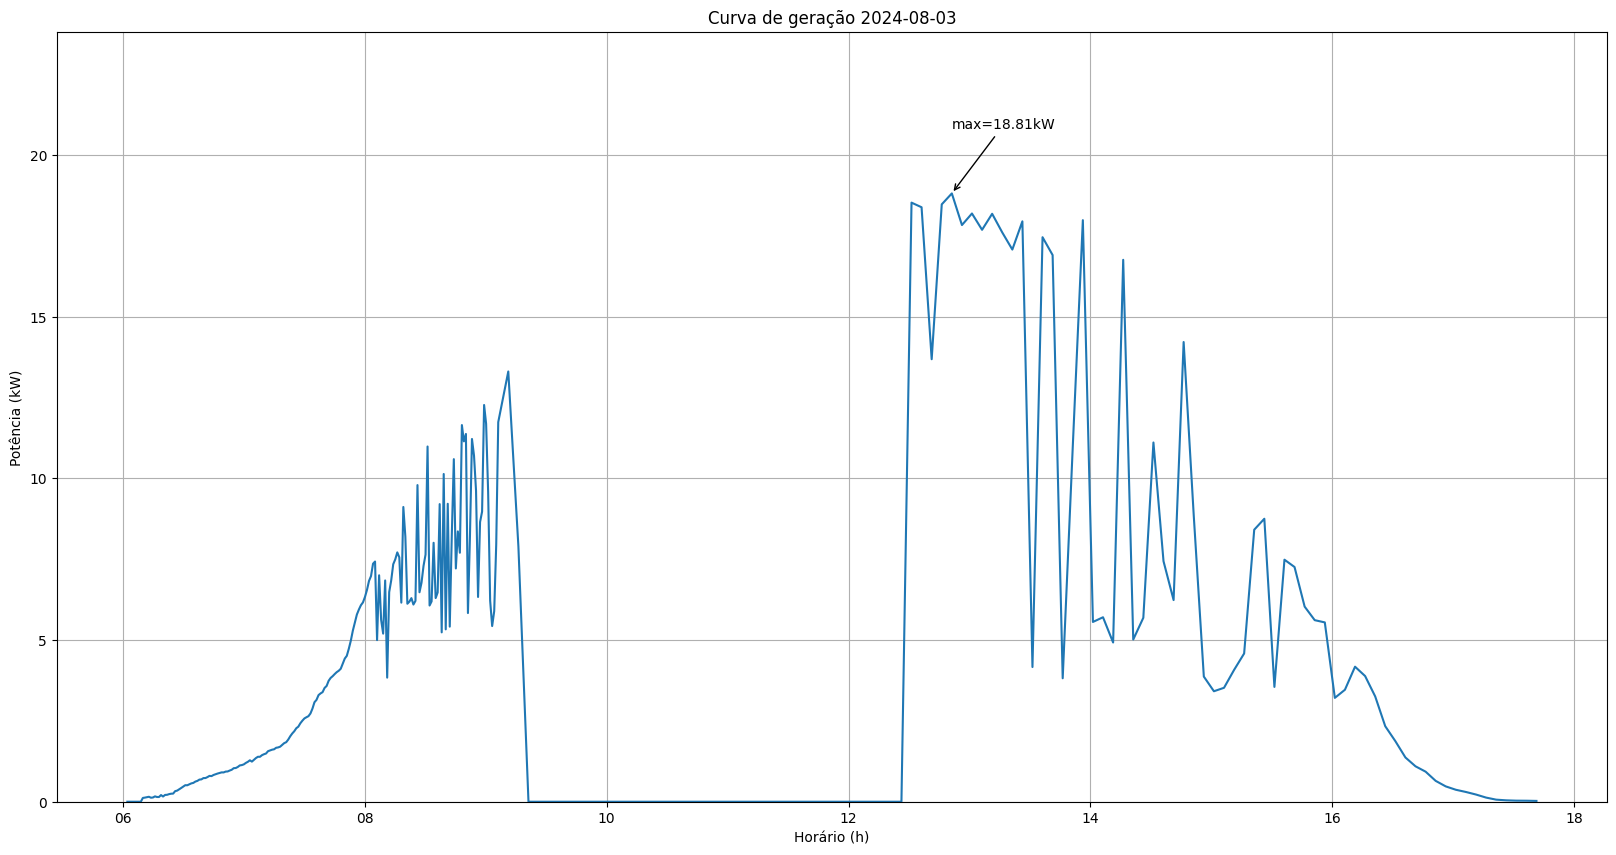 Curva de geração 2024-08-03
max=18.81kW
Potência (kW)
20
15
10
5
0
06 08 10 12 14 16 18
Horário (h)